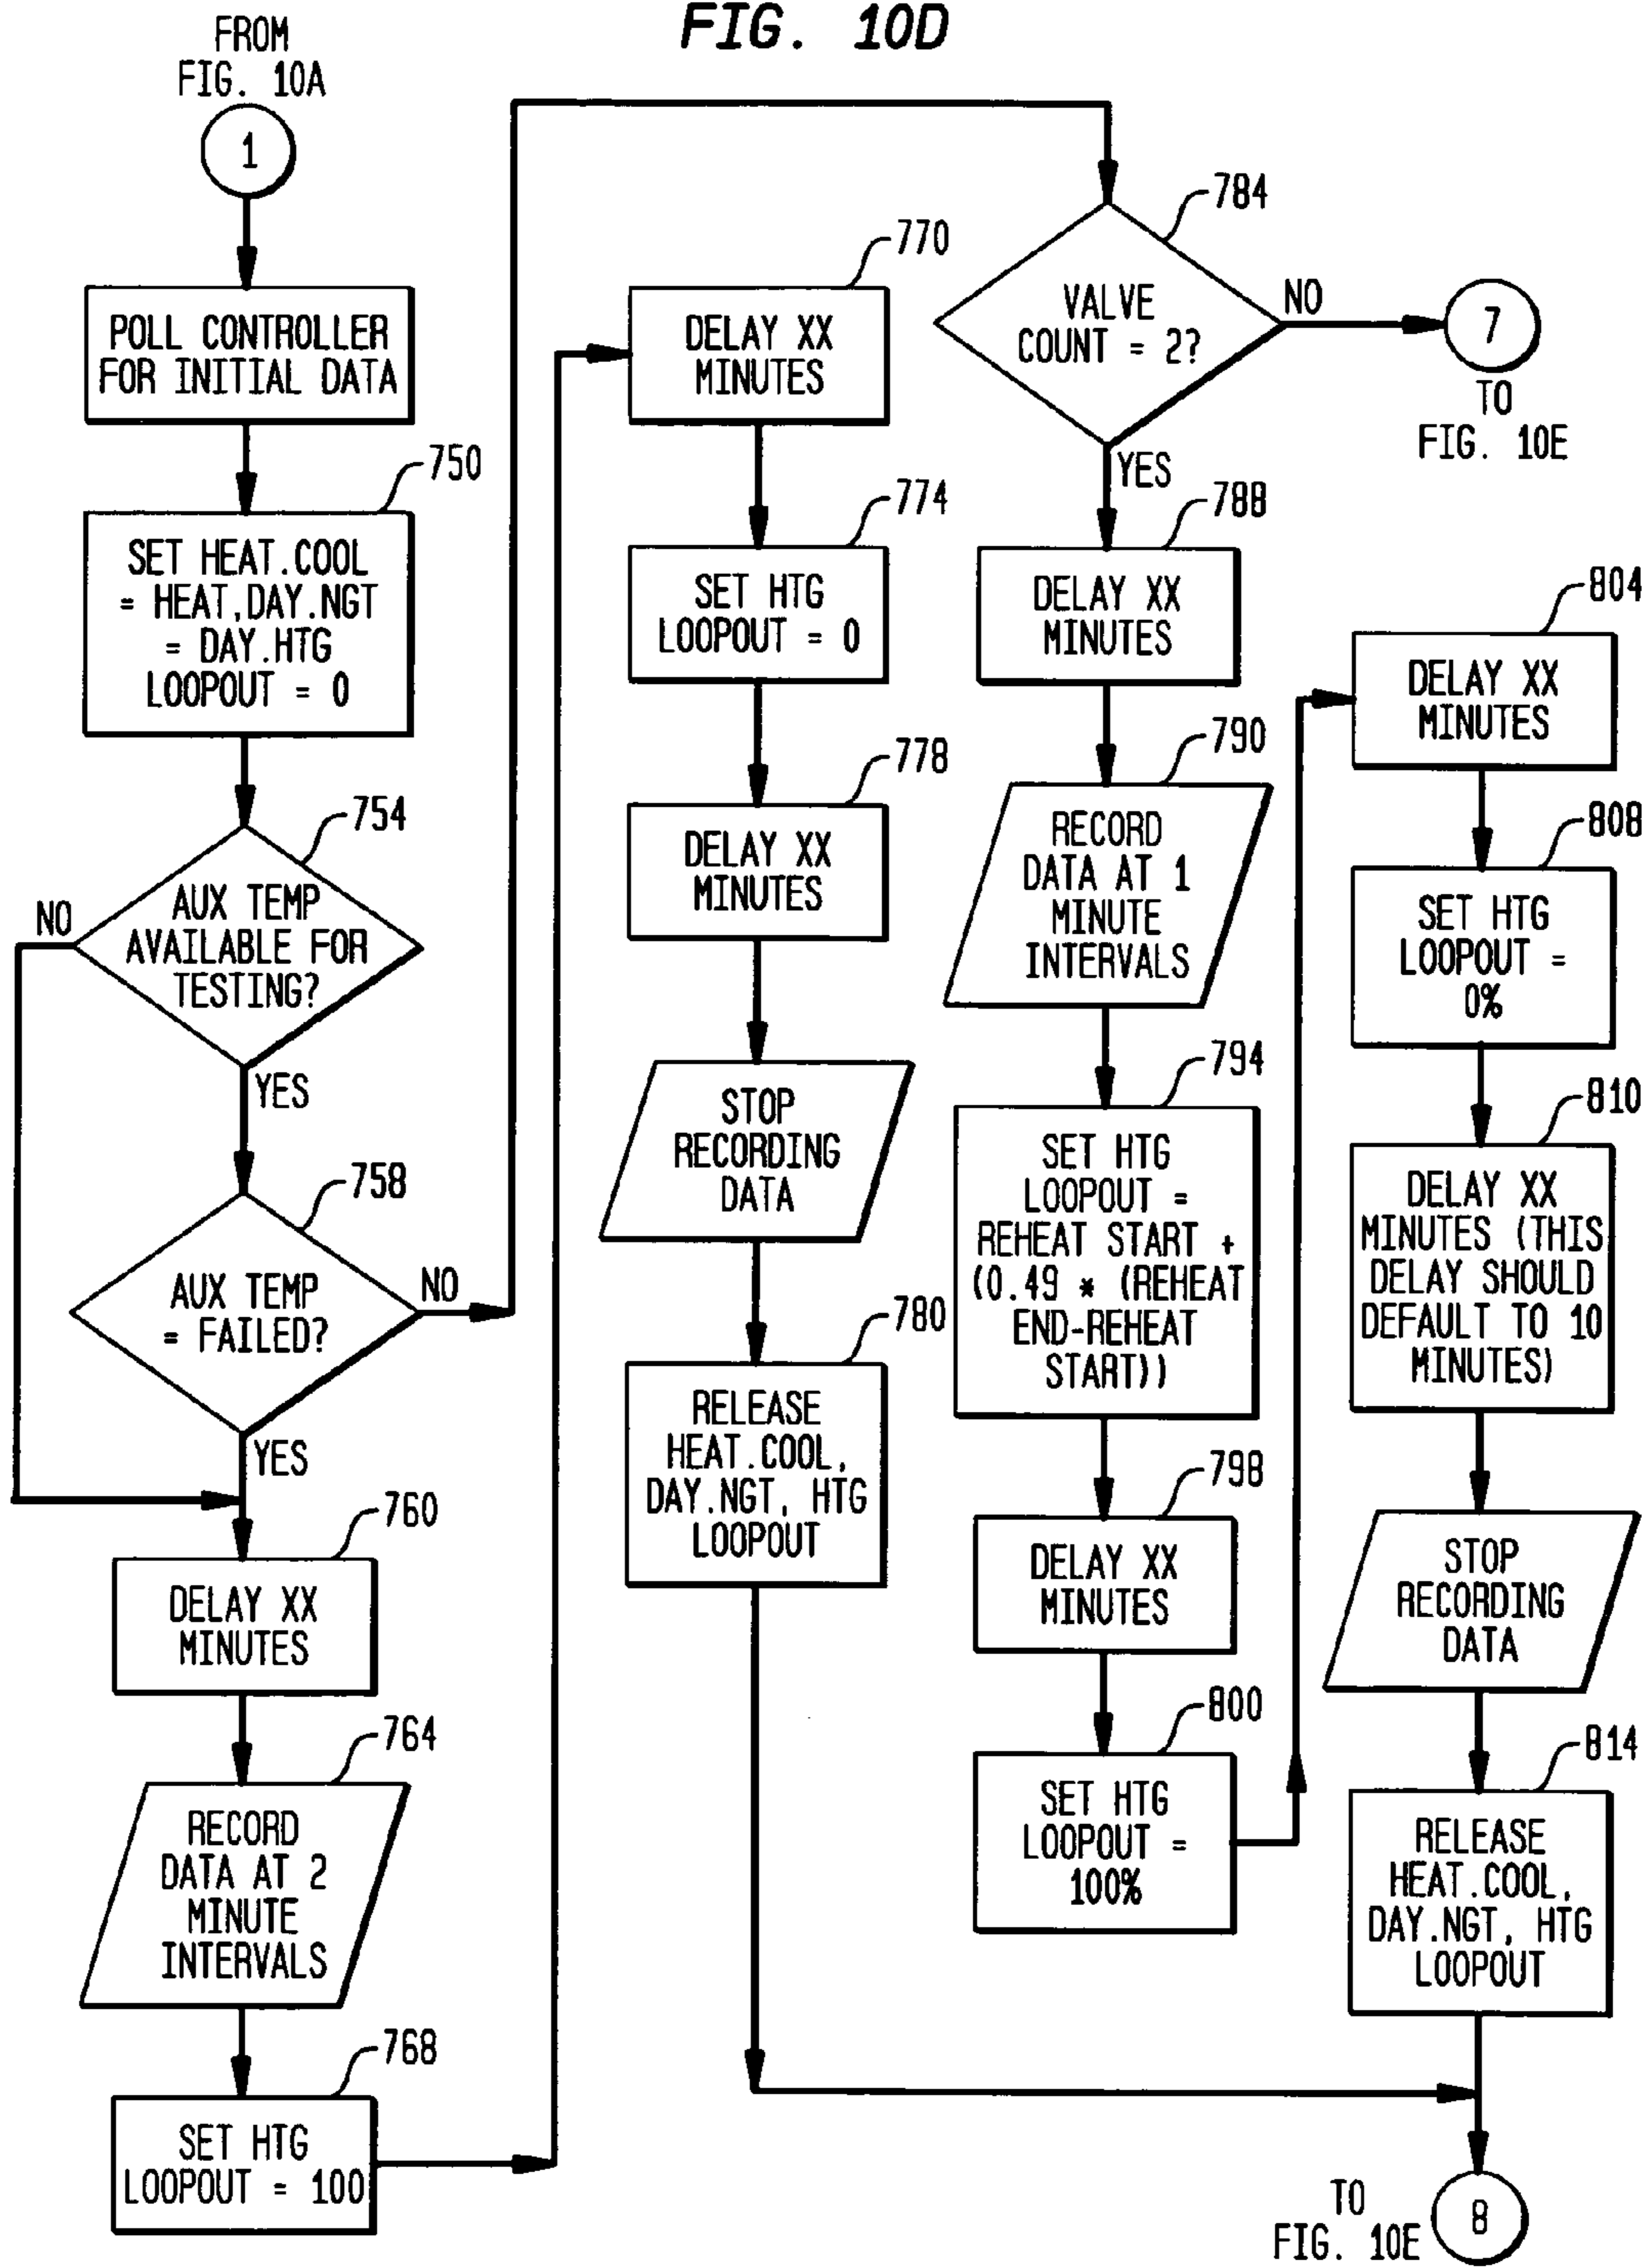 FIG. 10D
FROM
FIG. 10A
1
POLL CONTROLLER
FOR INITIAL DATA
750
SET HEAT.COOL
= HEAT,DAY.NGT
= DAY.HTG
LOOPOUT = 0
754
AUX TEMP
AVAILABLE FOR
TESTING?
NO
YES
758
AUX TEMP
= FAILED?
NO
YES
760
DELAY XX
MINUTES
764
RECORD
DATA AT 2
MINUTE
INTERVALS
768
SET HTG
LOOPOUT = 100
770
DELAY XX
MINUTES
774
SET HTG
LOOPOUT = 0
778
DELAY XX
MINUTES
STOP
RECORDING
DATA
780
RELEASE
HEAT.COOL,
DAY.NGT, HTG
LOOPOUT
784
VALVE
COUNT = 2?
NO
7
TO
FIG. 10E
YES
788
DELAY XX
MINUTES
790
RECORD
DATA AT 1
MINUTE
INTERVALS
794
SET HTG
LOOPOUT =
REHEAT START +
(0.49 * (REHEAT
END-REHEAT
START))
798
DELAY XX
MINUTES
800
SET HTG
LOOPOUT =
100%
804
DELAY XX
MINUTES
808
SET HTG
LOOPOUT =
0%
810
DELAY XX
MINUTES (THIS
DELAY SHOULD
DEFAULT TO 10
MINUTES)
STOP
RECORDING
DATA
814
RELEASE
HEAT.COOL,
DAY.NGT, HTG
LOOPOUT
TO
FIG. 10E
8